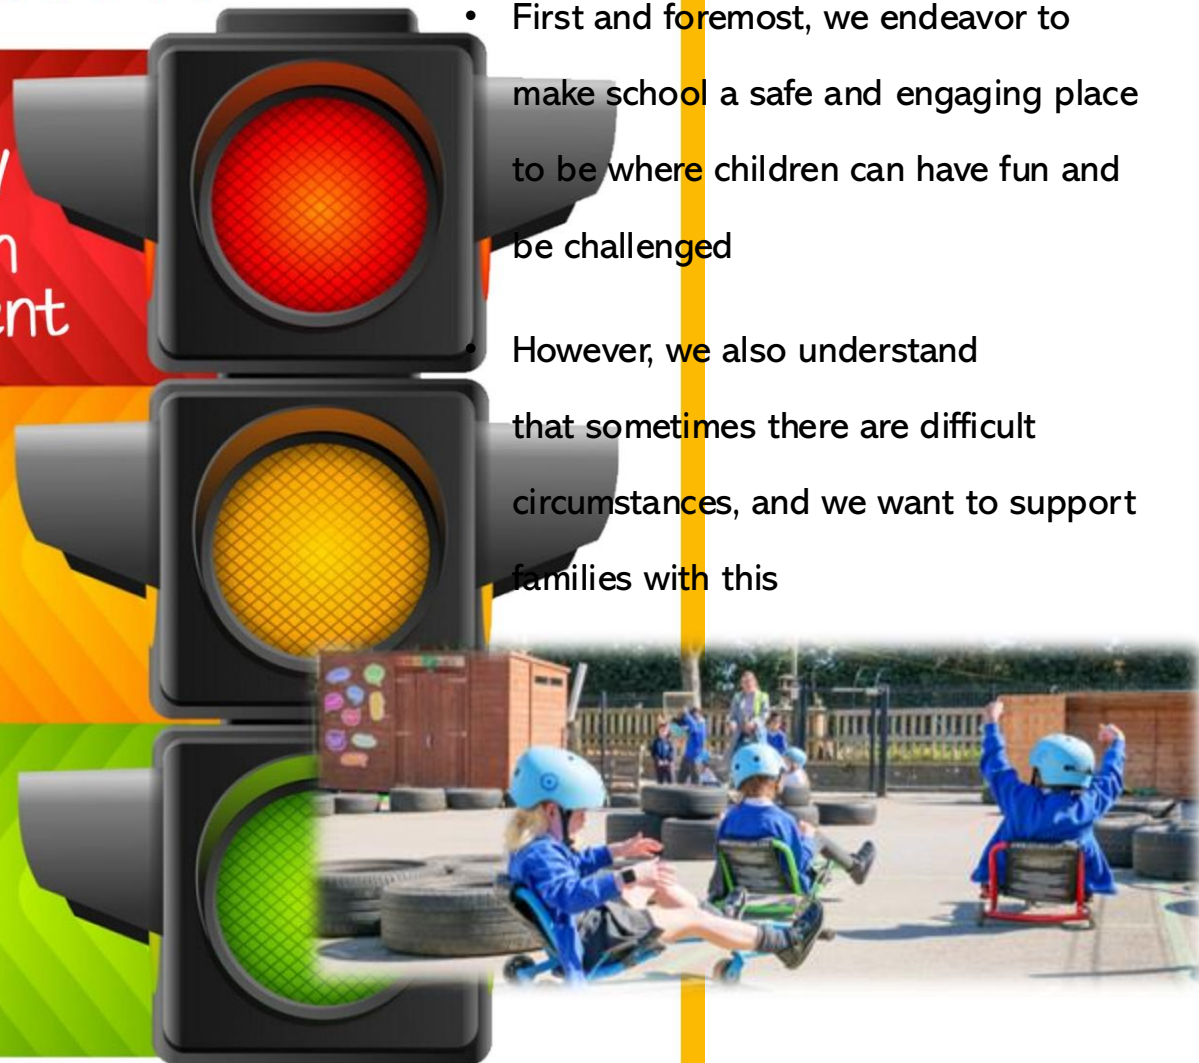 • First and foremost, we endeavor to
make school a safe and engaging place
to be where children can have fun and
be challenged
• However, we also understand
that sometimes there are difficult
circumstances, and we want to support
families with this